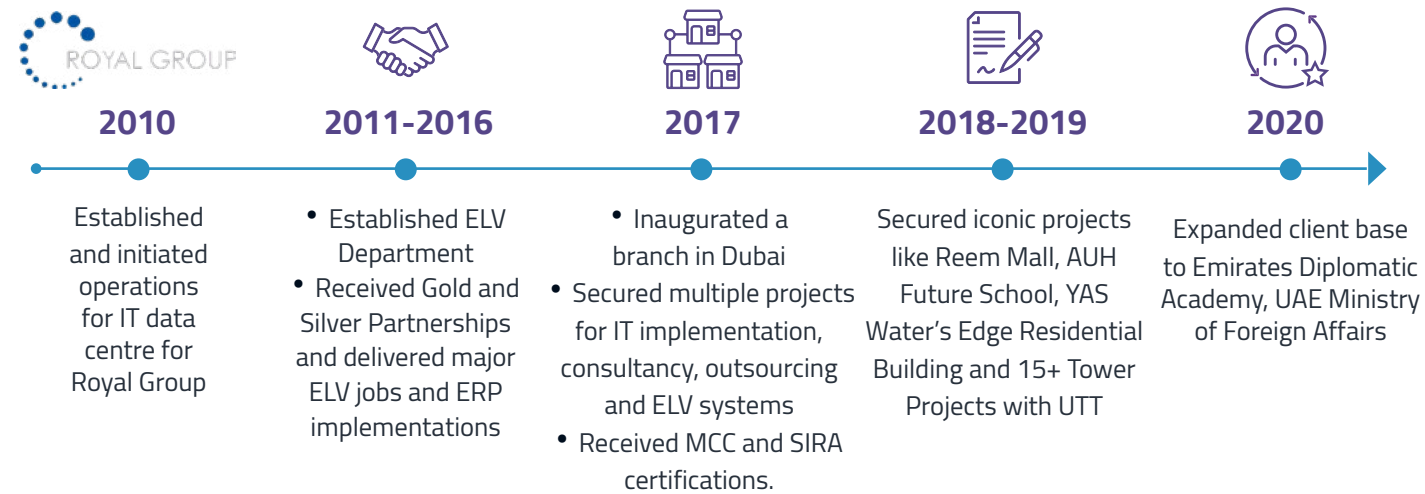 ROYAL GROUP
2010
Established
and initiated
operations
for IT data
centre for
Royal Group
2011-2016
• Established ELV
Department
• Received Gold and
Silver Partnerships
and delivered major
ELV jobs and ERP
implementations
2017
• Inaugurated a
branch in Dubai
• Secured multiple projects
for IT implementation,
consultancy, outsourcing
and ELV systems
• Received MCC and SIRA
certifications.
2018-2019
Secured iconic projects
like Reem Mall, AUH
Future School, YAS
Water’s Edge Residential
Building and 15+ Tower
Projects with UTT
2020
Expanded client base
to Emirates Diplomatic
Academy, UAE Ministry
of Foreign Affairs